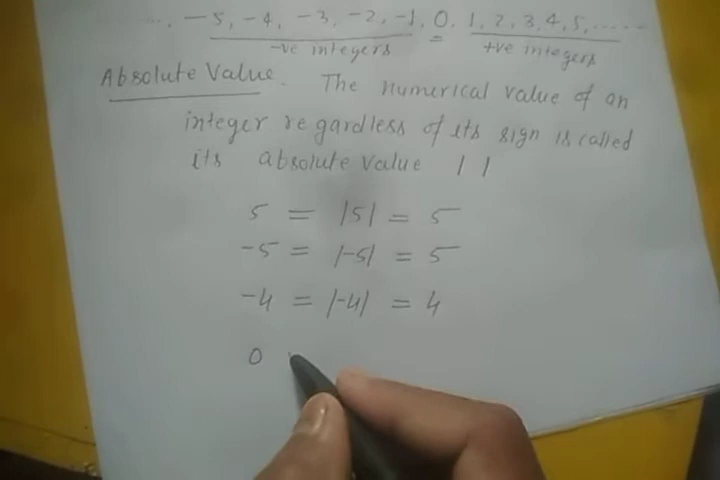 ..., -5, -4, -3, -2, -1, 0, 1, 2, 3, 4, 5, ......
-ve integers = +ve integers
Absolute Value. The numerical value of an
integer regardless of its sign is called
its absolute value | |
5 = |5| = 5
-5 = |-5| = 5
-4 = |-4| = 4
0